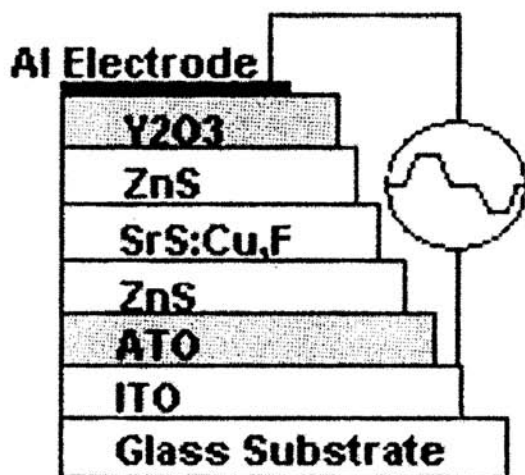 Al Electrode
Y2O3
ZnS
SrS:Cu,F
ZnS
ATO
ITO
Glass Substrate